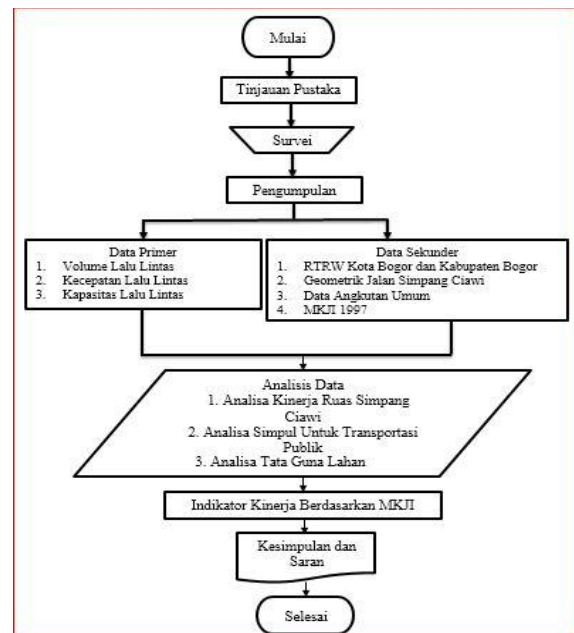 Mulai
Tinjauan Pustaka
Survei
Pengumpulan
Data Primer
1. Volume Lalu Lintas
2. Kecepatan Lalu Lintas
3. Kapasitas Lalu Lintas
Data Sekunder
1. RTRW Kota Bogor dan Kabupaten Bogor
2. Geometrik Jalan Simpang Ciawi
3. Data Angkutan Umum
4. MKJI 1997
Analisis Data
1. Analisa Kinerja Ruas Simpang
Ciawi
2. Analisa Simpul Untuk Transportasi
Publik
3. Analisa Tata Guna Lahan
Indikator Kinerja Berdasarkan MKJI
Kesimpulan dan
Saran
Selesai